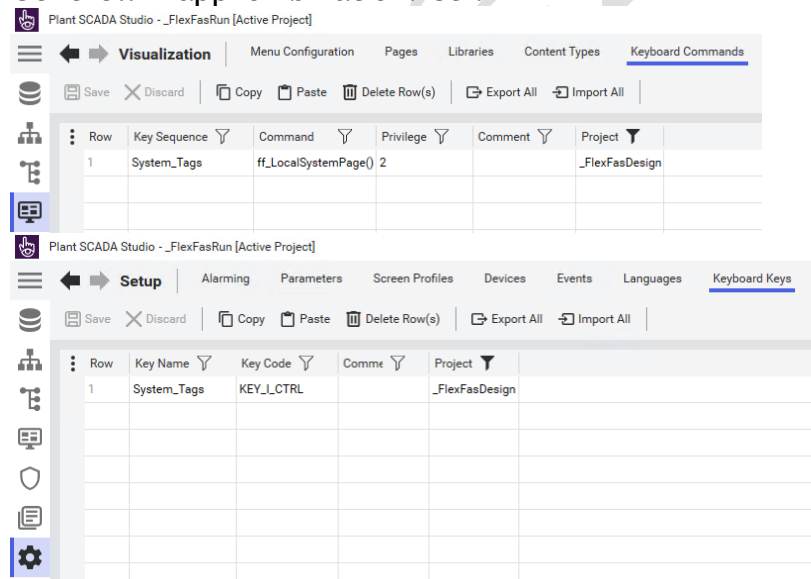 Plant SCADA Studio - _FlexFasRun [Active Project]
Visualization Menu Configuration Pages Libraries Content Types Keyboard Commands
Save Discard Copy Paste Delete Row(s) Export All Import All
Row Key Sequence Command Privilege Comment Project
1 System_Tags ff_LocalSystemPage() 2 _FlexFasDesign
Plant SCADA Studio - _FlexFasRun [Active Project]
Setup Alarming Parameters Screen Profiles Devices Events Languages Keyboard Keys
Save Discard Copy Paste Delete Row(s) Export All Import All
Row Key Name Key Code Comme Project
1 System_Tags KEY_I_CTRL _FlexFasDesign